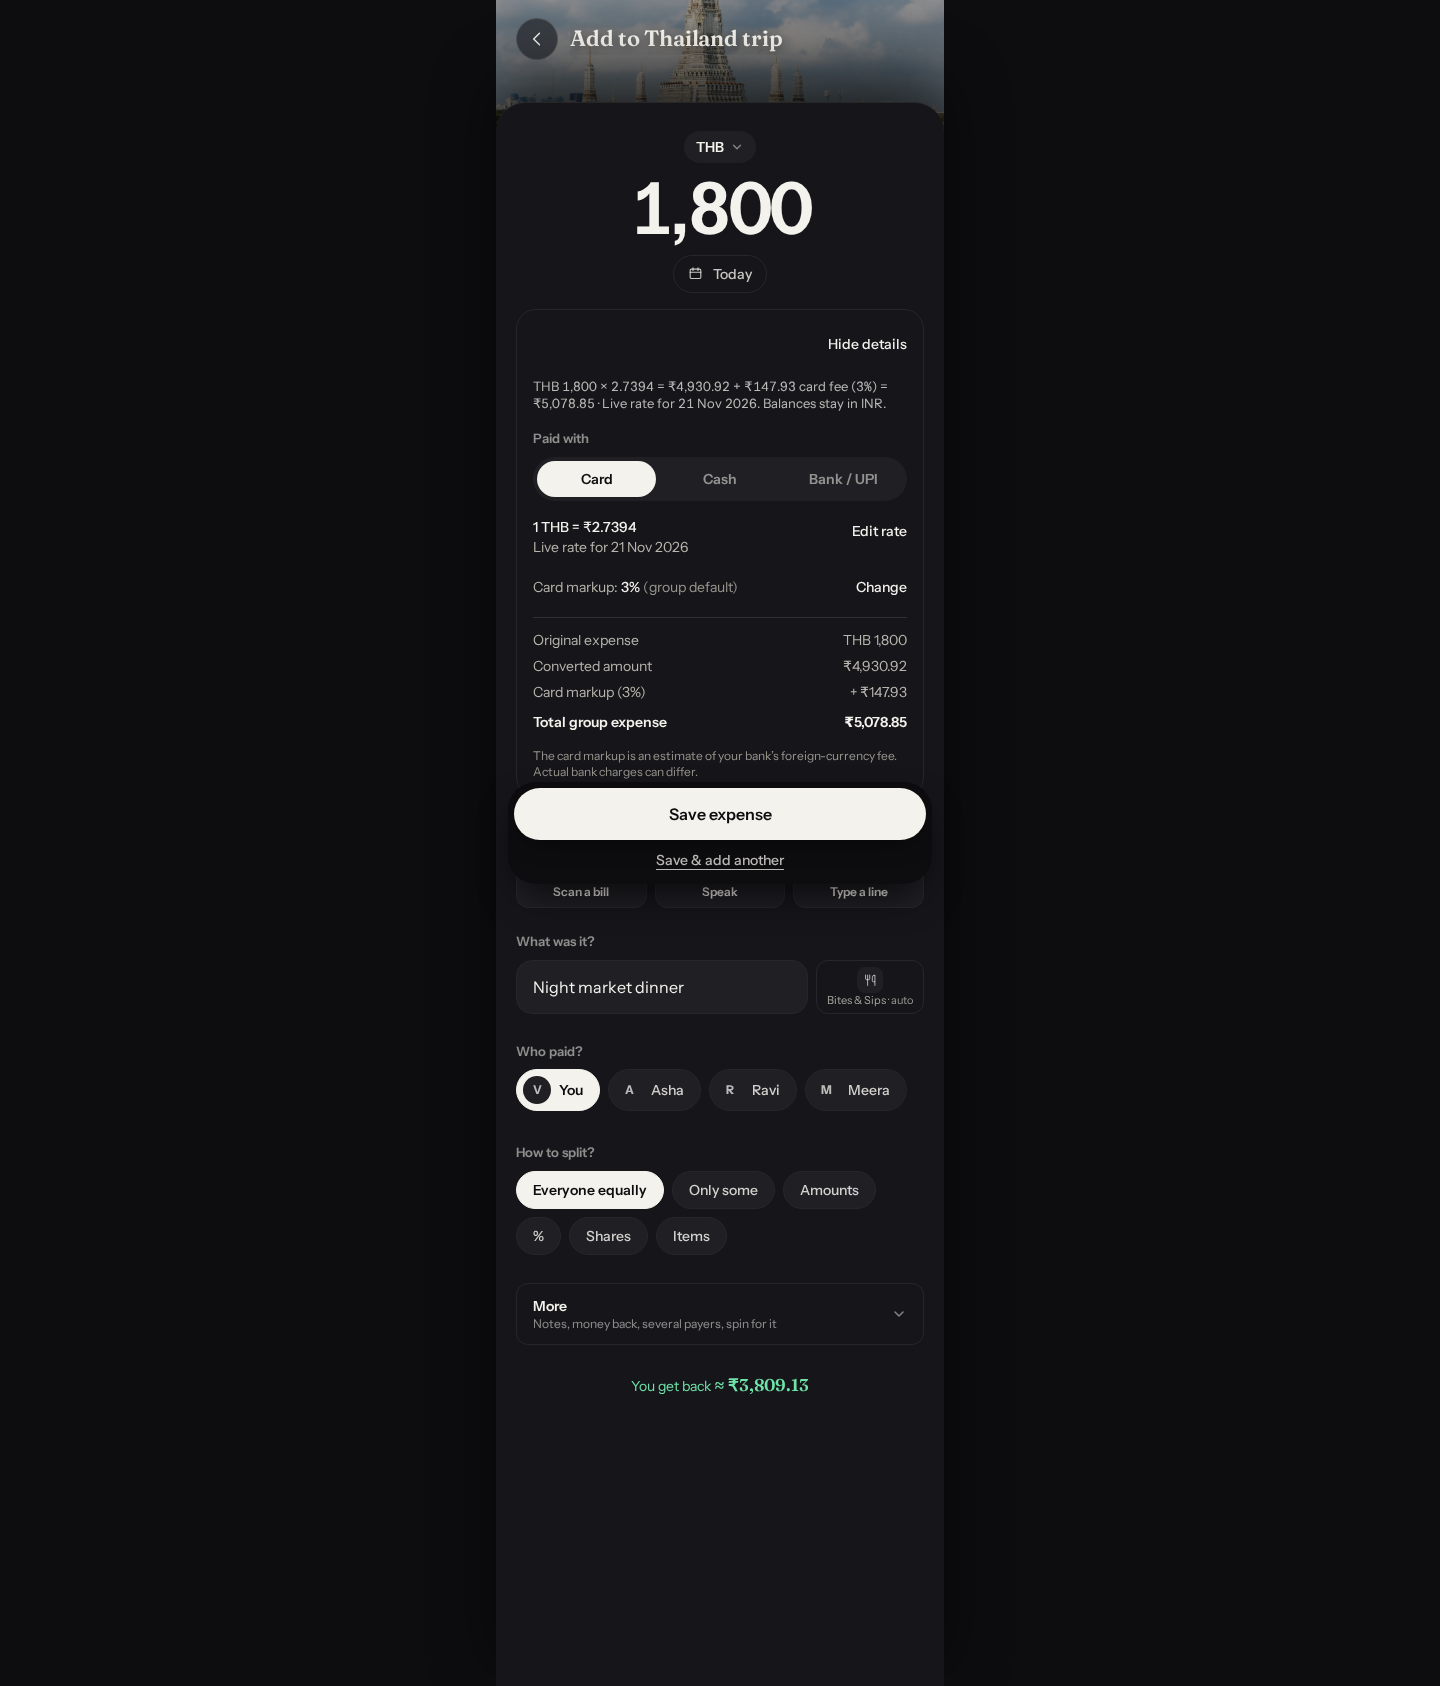 Add to Thailand trip
THB
1,800
Today
Hide details
THB 1,800 × 2.7394 = ₹4,930.92 + ₹147.93 card fee (3%) =
₹5,078.85 · Live rate for 21 Nov 2026. Balances stay in INR.
Paid with
Card
Cash
Bank / UPI
1 THB = ₹2.7394
Edit rate
Live rate for 21 Nov 2026
Card markup: 3% (group default)
Change
Original expense
THB 1,800
Converted amount
₹4,930.92
Card markup (3%)
+ ₹147.93
Total group expense
₹5,078.85
The card markup is an estimate of your bank's foreign-currency fee.
Actual bank charges can differ.
Save expense
Save & add another
Scan a bill
Speak
Type a line
What was it?
Night market dinner
Bites & Sips · auto
Who paid?
V You
A Asha
R Ravi
M Meera
How to split?
Everyone equally
Only some
Amounts
%
Shares
Items
More
Notes, money back, several payers, spin for it
You get back ≈ ₹3,809.13